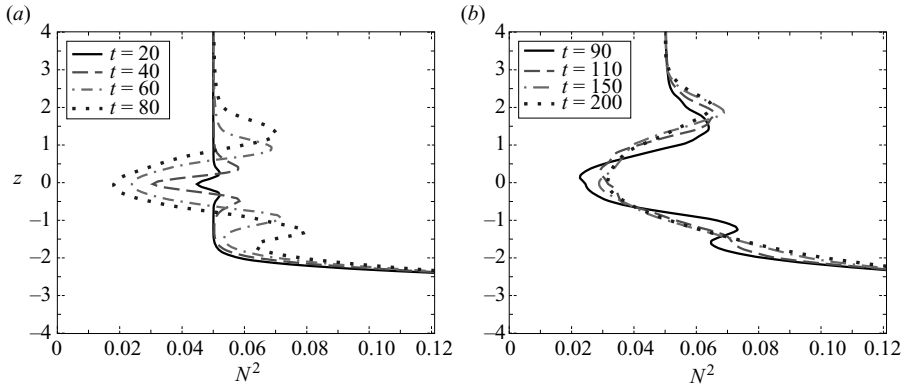 (a)
4
3
2
1
z
0
–1
–2
–3
–4
0
0.02
0.04
0.06
0.08
0.10
0.12
N²
t = 20
t = 40
t = 60
t = 80
(b)
4
3
2
1
0
–1
–2
–3
–4
0
0.02
0.04
0.06
0.08
0.10
0.12
N²
t = 90
t = 110
t = 150
t = 200